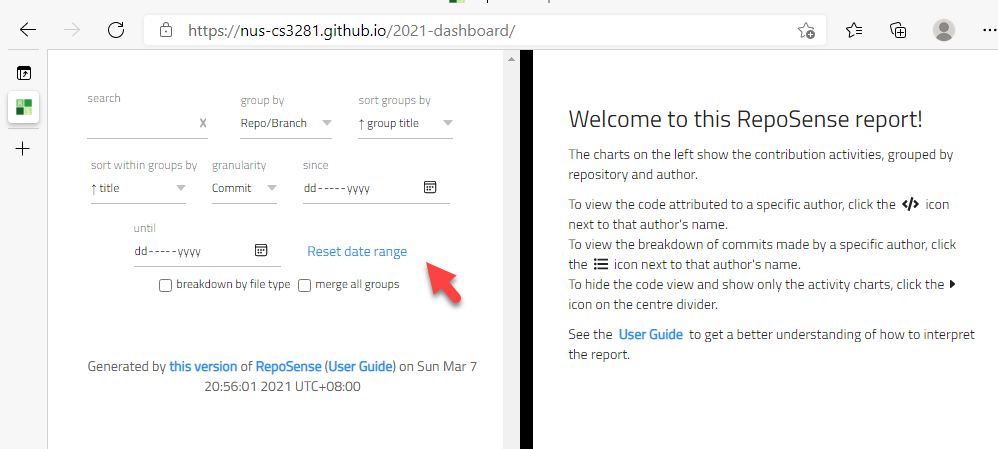 https://nus-cs3281.github.io/2021-dashboard/
search
x
group by
Repo/Branch
sort groups by
↑ group title
sort within groups by
↑ title
granularity
Commit
since
dd-----yyyy
until
dd-----yyyy
Reset date range
breakdown by file type
merge all groups
Generated by this version of RepoSense (User Guide) on Sun Mar 7
20:56:01 2021 UTC+08:00
Welcome to this RepoSense report!
The charts on the left show the contribution activities, grouped by
repository and author.
To view the code attributed to a specific author, click the </> icon
next to that author's name.
To view the breakdown of commits made by a specific author, click
the icon next to that author's name.
To hide the code view and show only the activity charts, click the
icon on the centre divider.
See the User Guide to get a better understanding of how to interpret
the report.